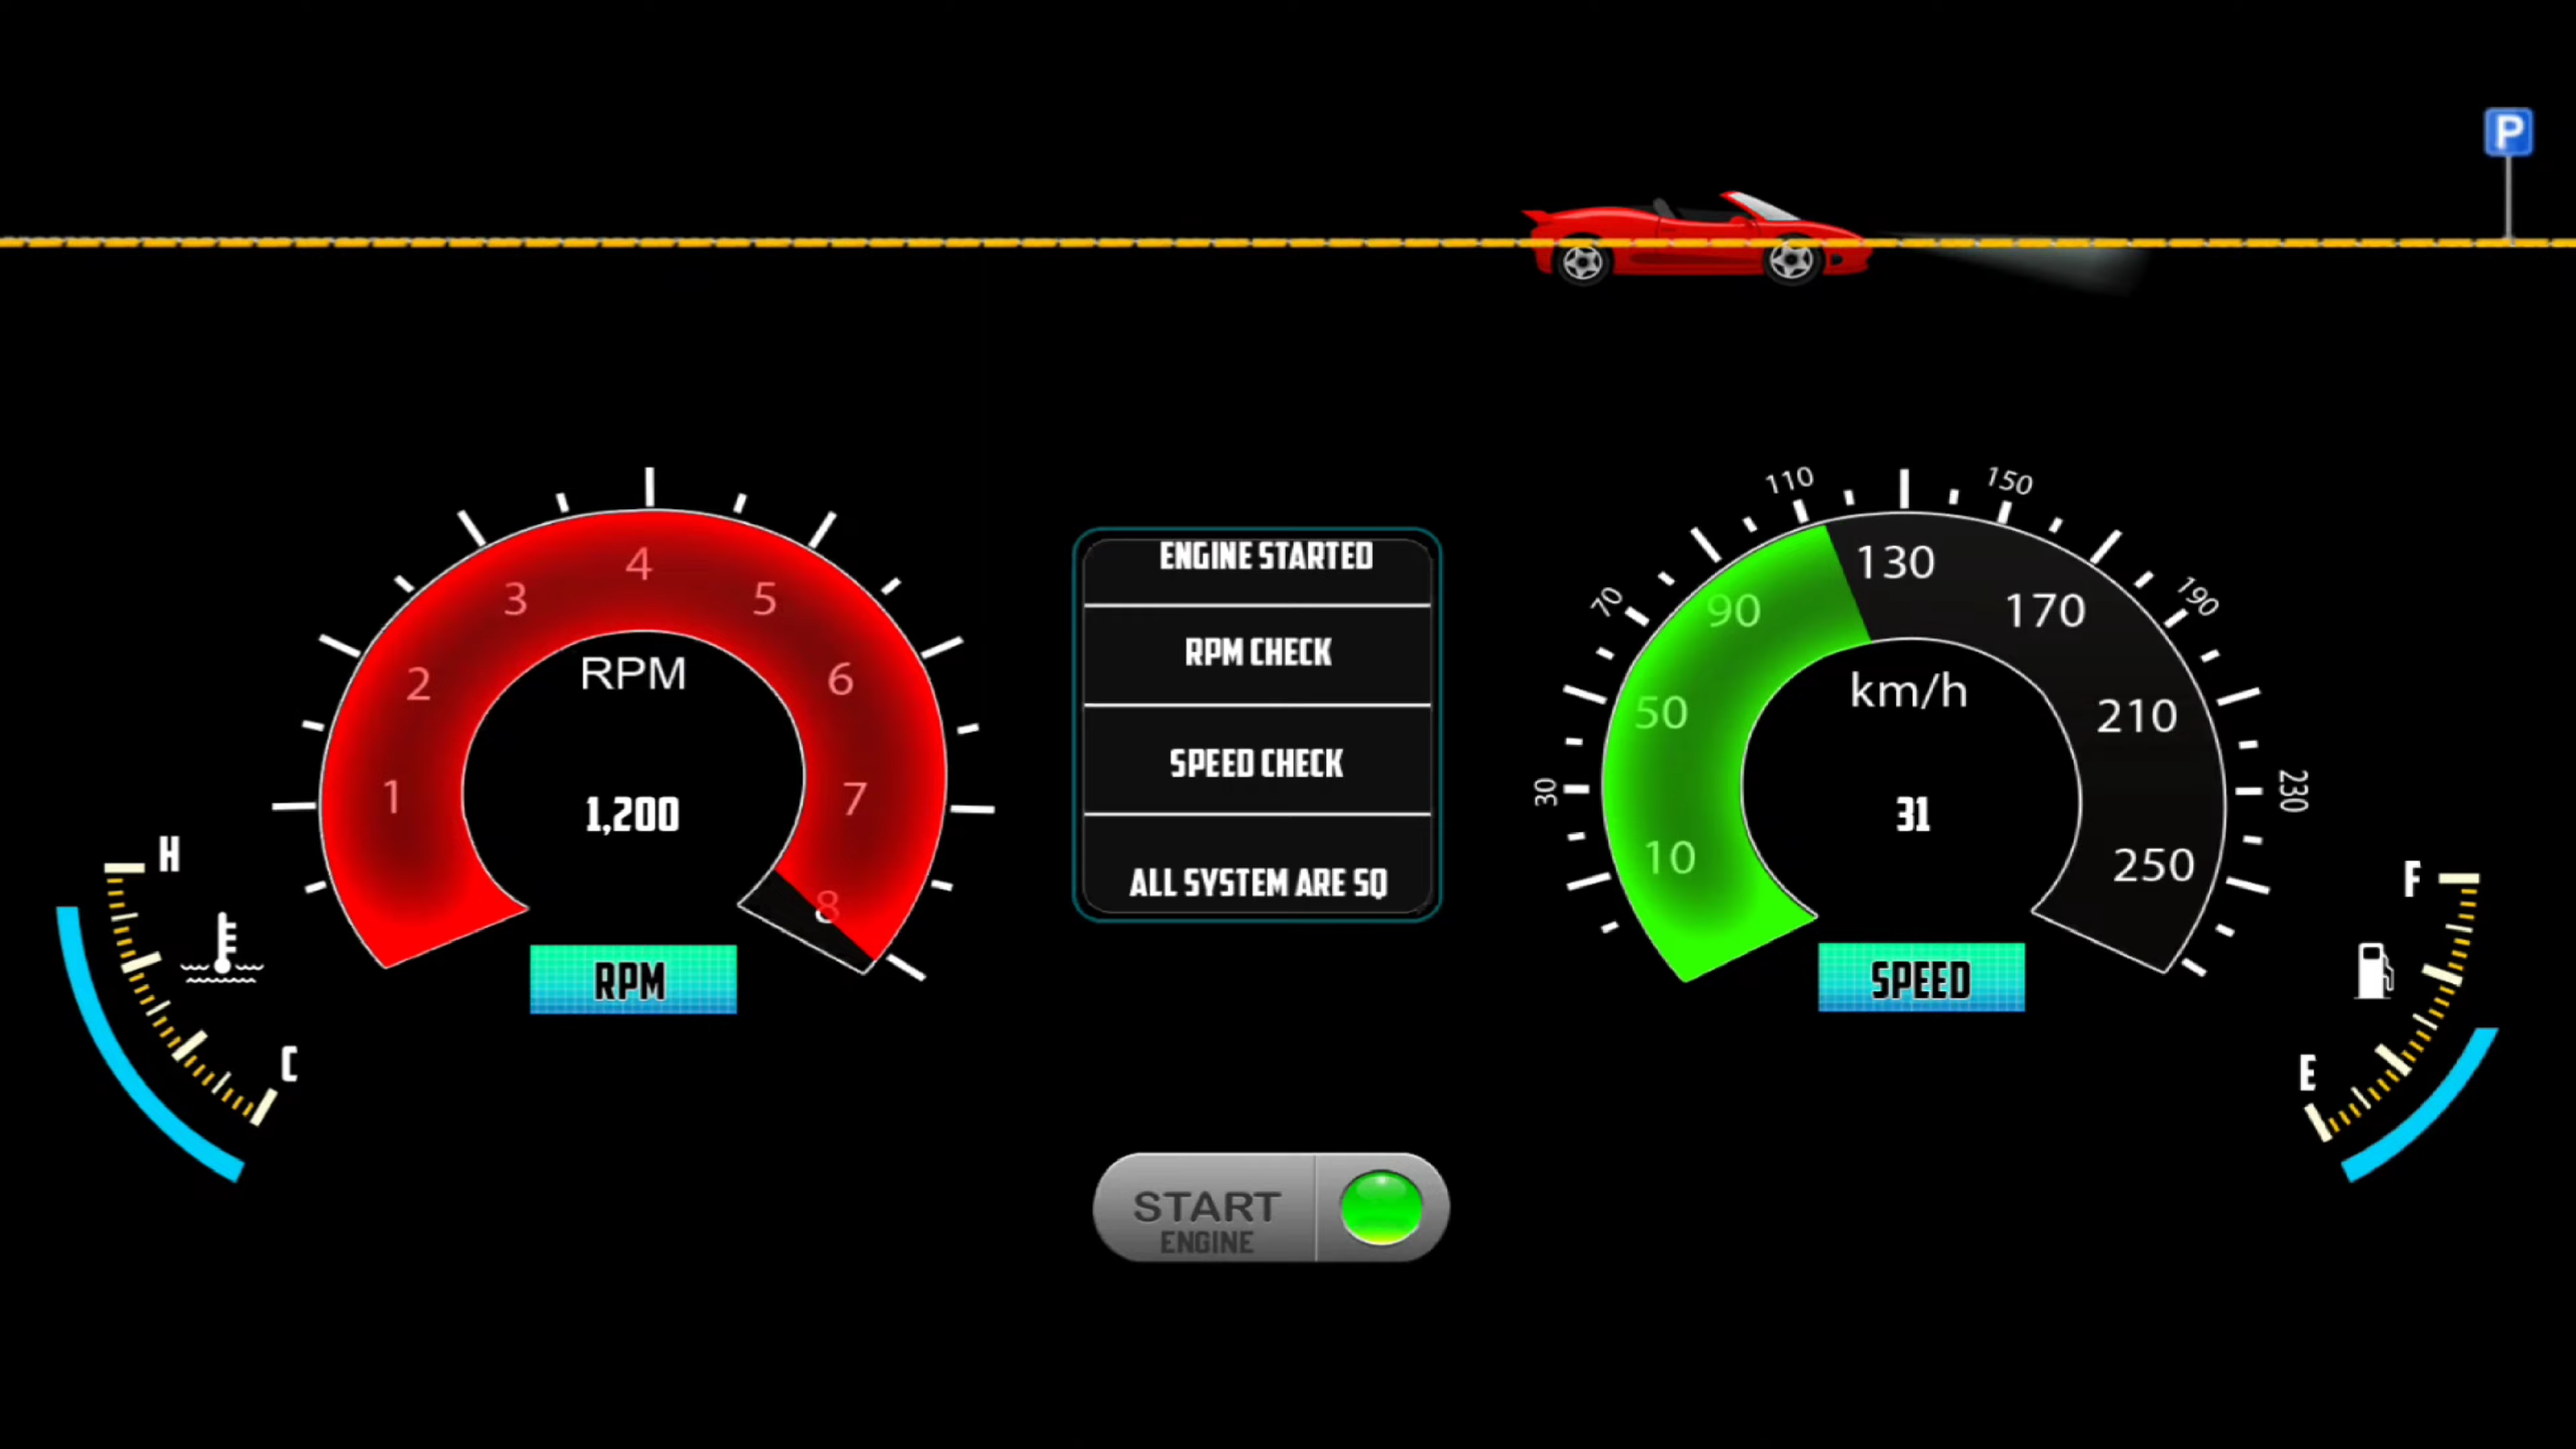 P
110
150
4
130
3
5
90
170
70
190
ENGINE STARTED
RPM CHECK
SPEED CHECK
ALL SYSTEM ARE SQ
2
RPM
6
50
km/h
210
1
1,200
7
30
31
230
H
8
10
250
F
RPM
SPEED
C
E
START
ENGINE